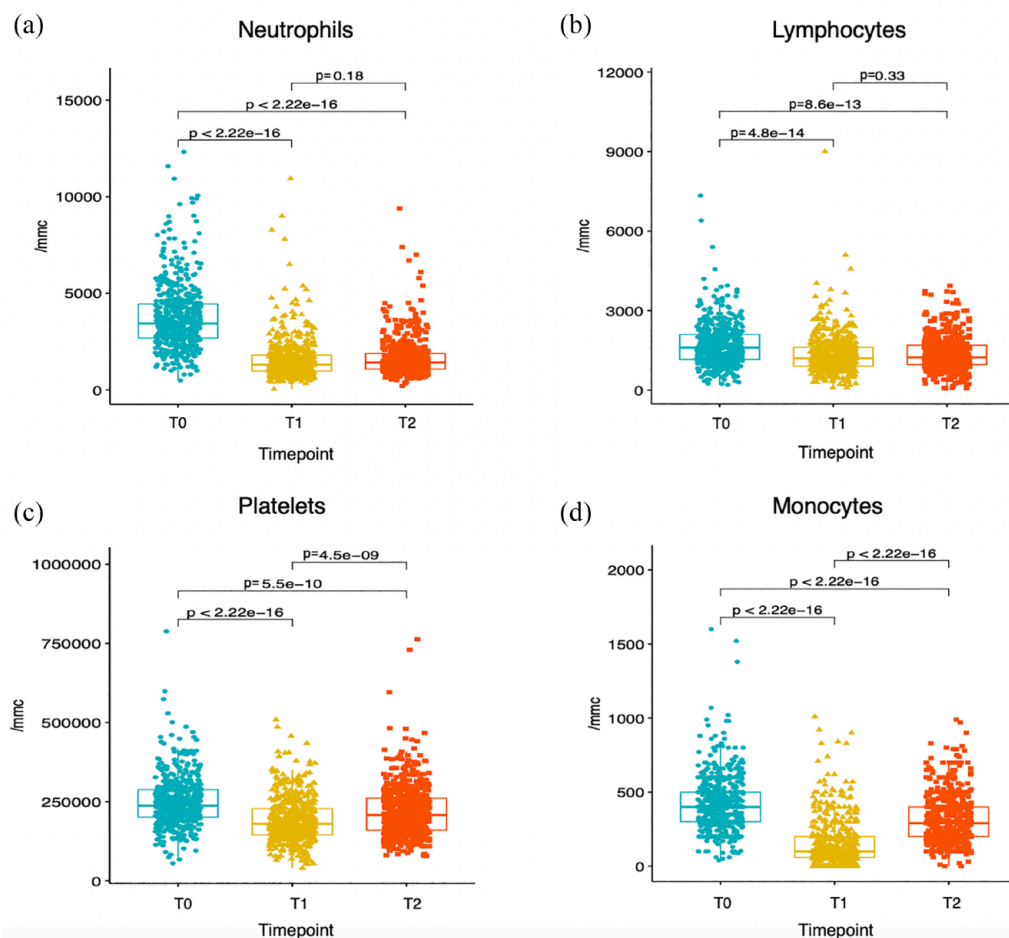 (a)
Neutrophils
p=0.18
p < 2.22e−16
p < 2.22e−16
15000
10000
5000
0
/mmc
T0 T1 T2
Timepoint
(b)
Lymphocytes
p=0.33
p=8.6e−13
p=4.8e−14
12000
9000
6000
3000
0
/mmc
T0 T1 T2
Timepoint
(c)
Platelets
p=4.5e−09
p=5.5e−10
p < 2.22e−16
1000000
750000
500000
250000
0
/mmc
T0 T1 T2
Timepoint
(d)
Monocytes
p < 2.22e−16
p < 2.22e−16
p < 2.22e−16
2000
1500
1000
500
0
/mmc
T0 T1 T2
Timepoint